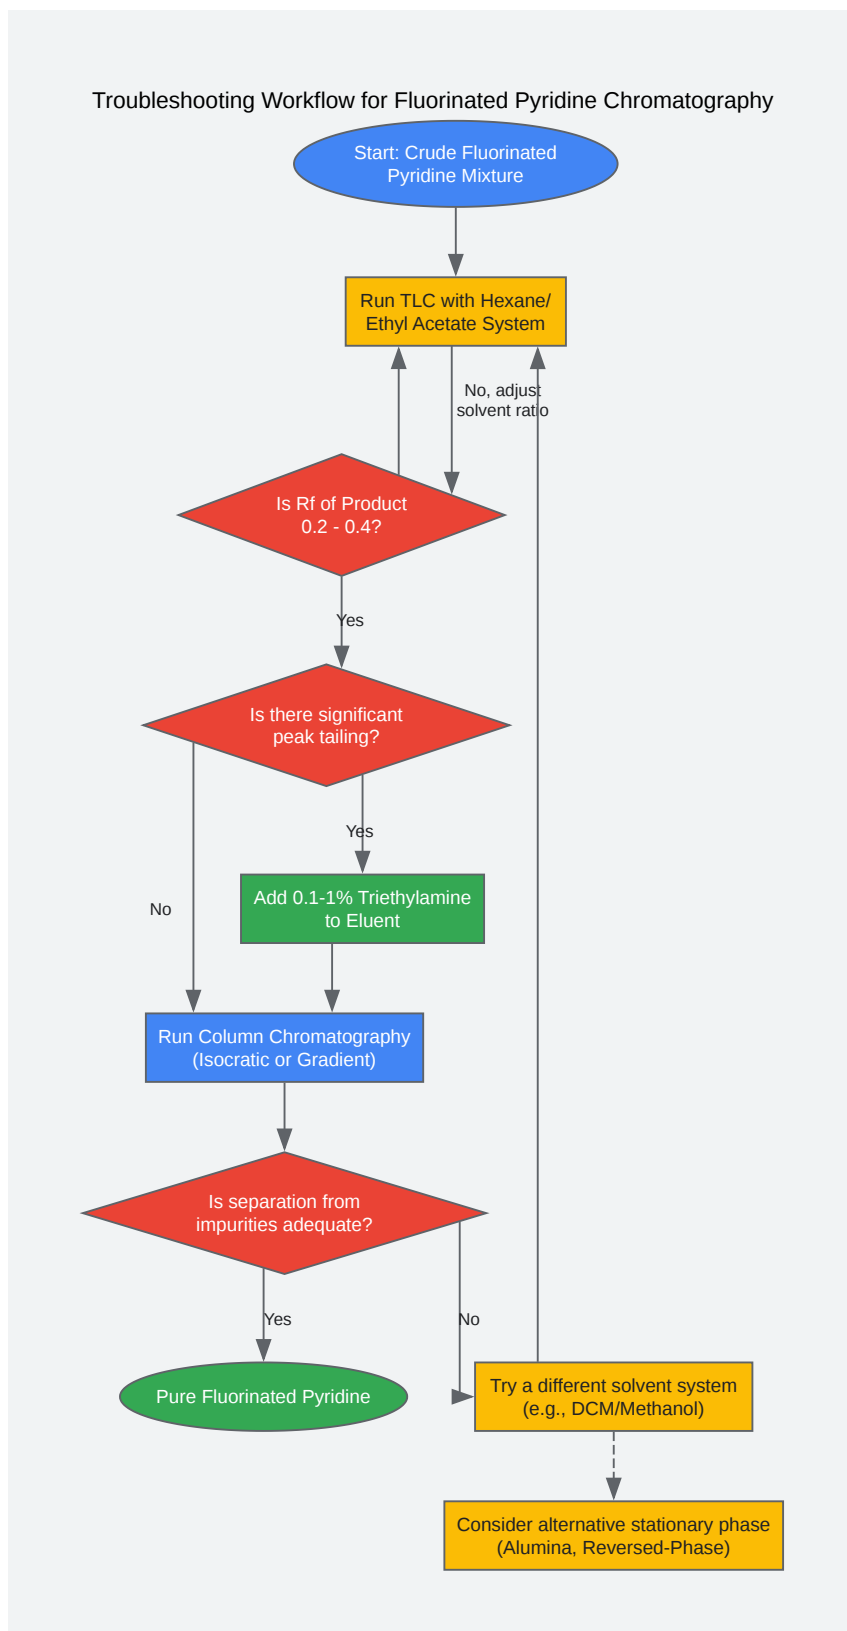 Troubleshooting Workflow for Fluorinated Pyridine Chromatography
Start: Crude Fluorinated
Pyridine Mixture
Run TLC with Hexane/
Ethyl Acetate System
No, adjust
solvent ratio
Is Rf of Product
0.2 - 0.4?
Yes
Is there significant
peak tailing?
Yes
Add 0.1-1% Triethylamine
to Eluent
No
Run Column Chromatography
(Isocratic or Gradient)
Is separation from
impurities adequate?
Yes
No
Pure Fluorinated Pyridine
Try a different solvent system
(e.g., DCM/Methanol)
Consider alternative stationary phase
(Alumina, Reversed-Phase)